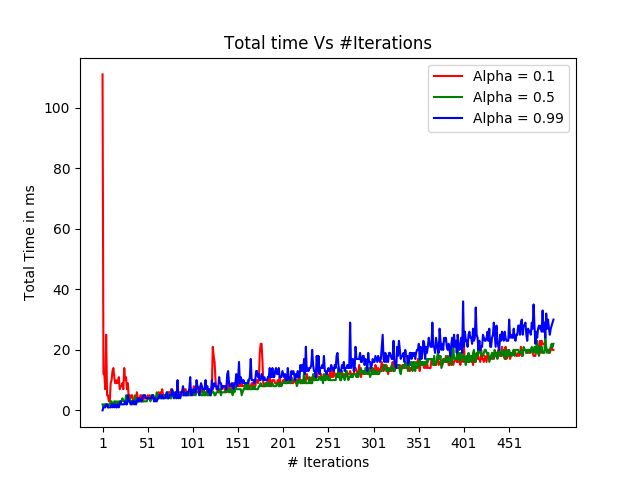 Total time Vs #Iterations
Alpha = 0.1
Alpha = 0.5
Alpha = 0.99
Total Time in ms
100
80
60
40
20
0
1 51 101 151 201 251 301 351 401 451
# Iterations